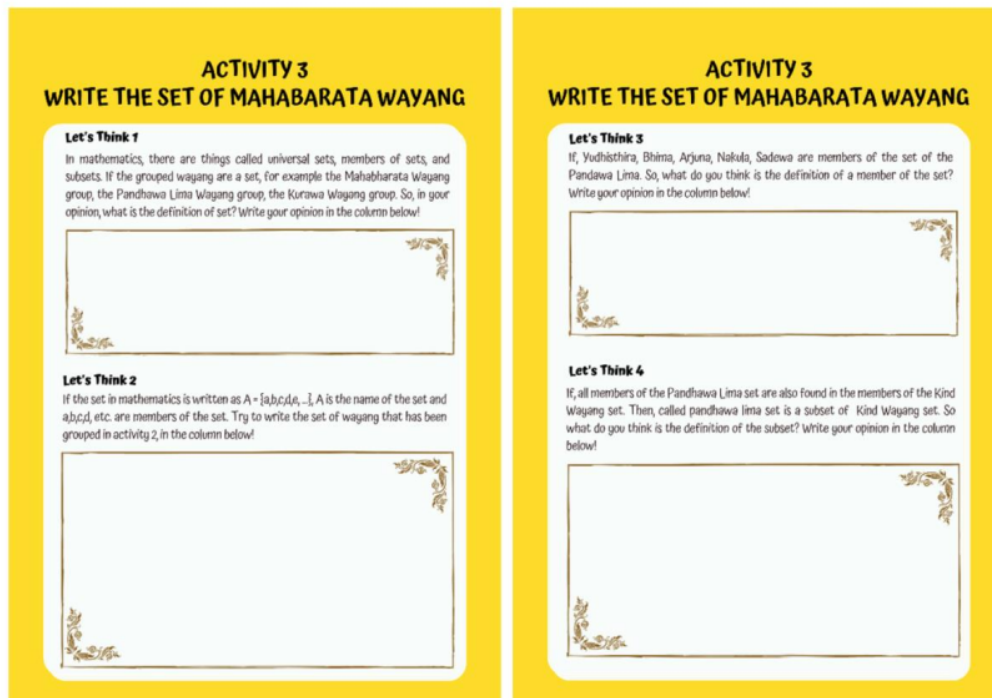 ACTIVITY 3
WRITE THE SET OF MAHABARATA WAYANG
Let's Think 1
In mathematics, there are things called universal sets, members of sets, and
subsets. If the grouped wayang are a set, for example the Mahabharata Wayang
group, the Pandhawa Lima Wayang group, the Kurawa Wayang group. So, in your
opinion, what is the definition of set? Write your opinion in the column below!
Let's Think 2
If the set in mathematics is written as A = {a,b,c,d,e, ...}, A is the name of the set and
a,b,c,d, etc. are members of the set. Try to write the set of wayang that has been
grouped in activity 2, in the column below!
ACTIVITY 3
WRITE THE SET OF MAHABARATA WAYANG
Let's Think 3
If, Yudhisthira, Bhima, Arjuna, Nakula, Sadewa are members of the set of the
Pandawa Lima. So, what do you think is the definition of a member of the set?
Write your opinion in the column below!
Let's Think 4
If, all members of the Pandhawa Lima set are also found in the members of the Kind
Wayang set. Then, called pandhawa lima set is a subset of Kind Wayang set. So
what do you think is the definition of the subset? Write your opinion in the column
below!